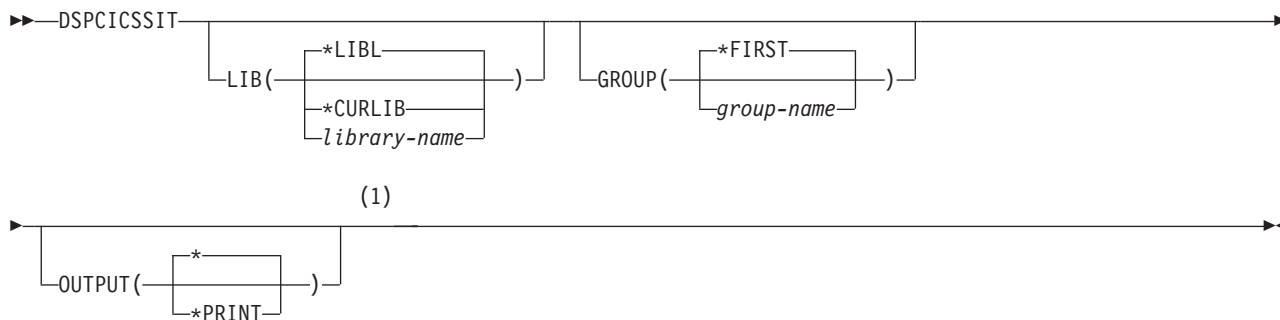 DSPCICSSIT
*LIBL *FIRST
LIB( ) GROUP( )
*CURLIB group-name
library-name
(1)
*
OUTPUT( )
*PRINT